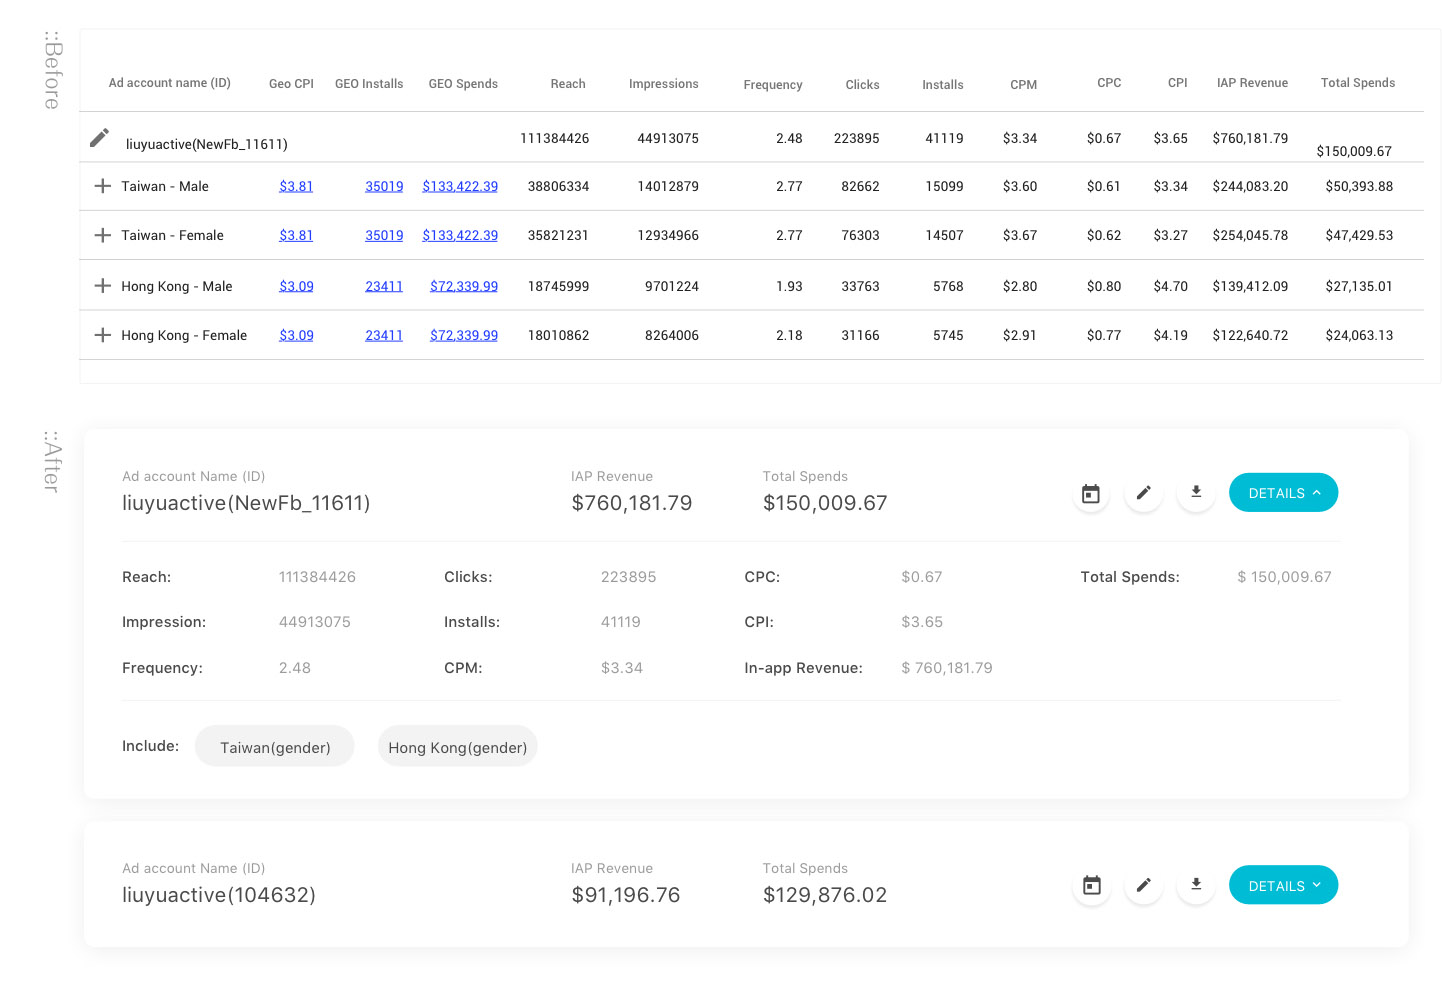 ::Before
Ad account name (ID) Geo CPI GEO Installs GEO Spends Reach Impressions Frequency Clicks Installs CPM CPC CPI IAP Revenue Total Spends
liuyuactive(NewFb_11611) 111384426 44913075 2.48 223895 41119 $3.34 $0.67 $3.65 $760,181.79 $150,009.67
Taiwan - Male $3.81 35019 $133,422.39 38806334 14012879 2.77 82662 15099 $3.60 $0.61 $3.34 $244,083.20 $50,393.88
Taiwan - Female $3.81 35019 $133,422.39 35821231 12934966 2.77 76303 14507 $3.67 $0.62 $3.27 $254,045.78 $47,429.53
Hong Kong - Male $3.09 23411 $72,339.99 18745999 9701224 1.93 33763 5768 $2.80 $0.80 $4.70 $139,412.09 $27,135.01
Hong Kong - Female $3.09 23411 $72,339.99 18010862 8264006 2.18 31166 5745 $2.91 $0.77 $4.19 $122,640.72 $24,063.13
::After
Ad account Name (ID) IAP Revenue Total Spends
liuyuactive(NewFb_11611) $760,181.79 $150,009.67 DETAILS
Reach: 111384426 Clicks: 223895 CPC: $0.67 Total Spends: $ 150,009.67
Impression: 44913075 Installs: 41119 CPI: $3.65
Frequency: 2.48 CPM: $3.34 In-app Revenue: $ 760,181.79
Include: Taiwan(gender) Hong Kong(gender)
Ad account Name (ID) IAP Revenue Total Spends
liuyuactive(104632) $91,196.76 $129,876.02 DETAILS